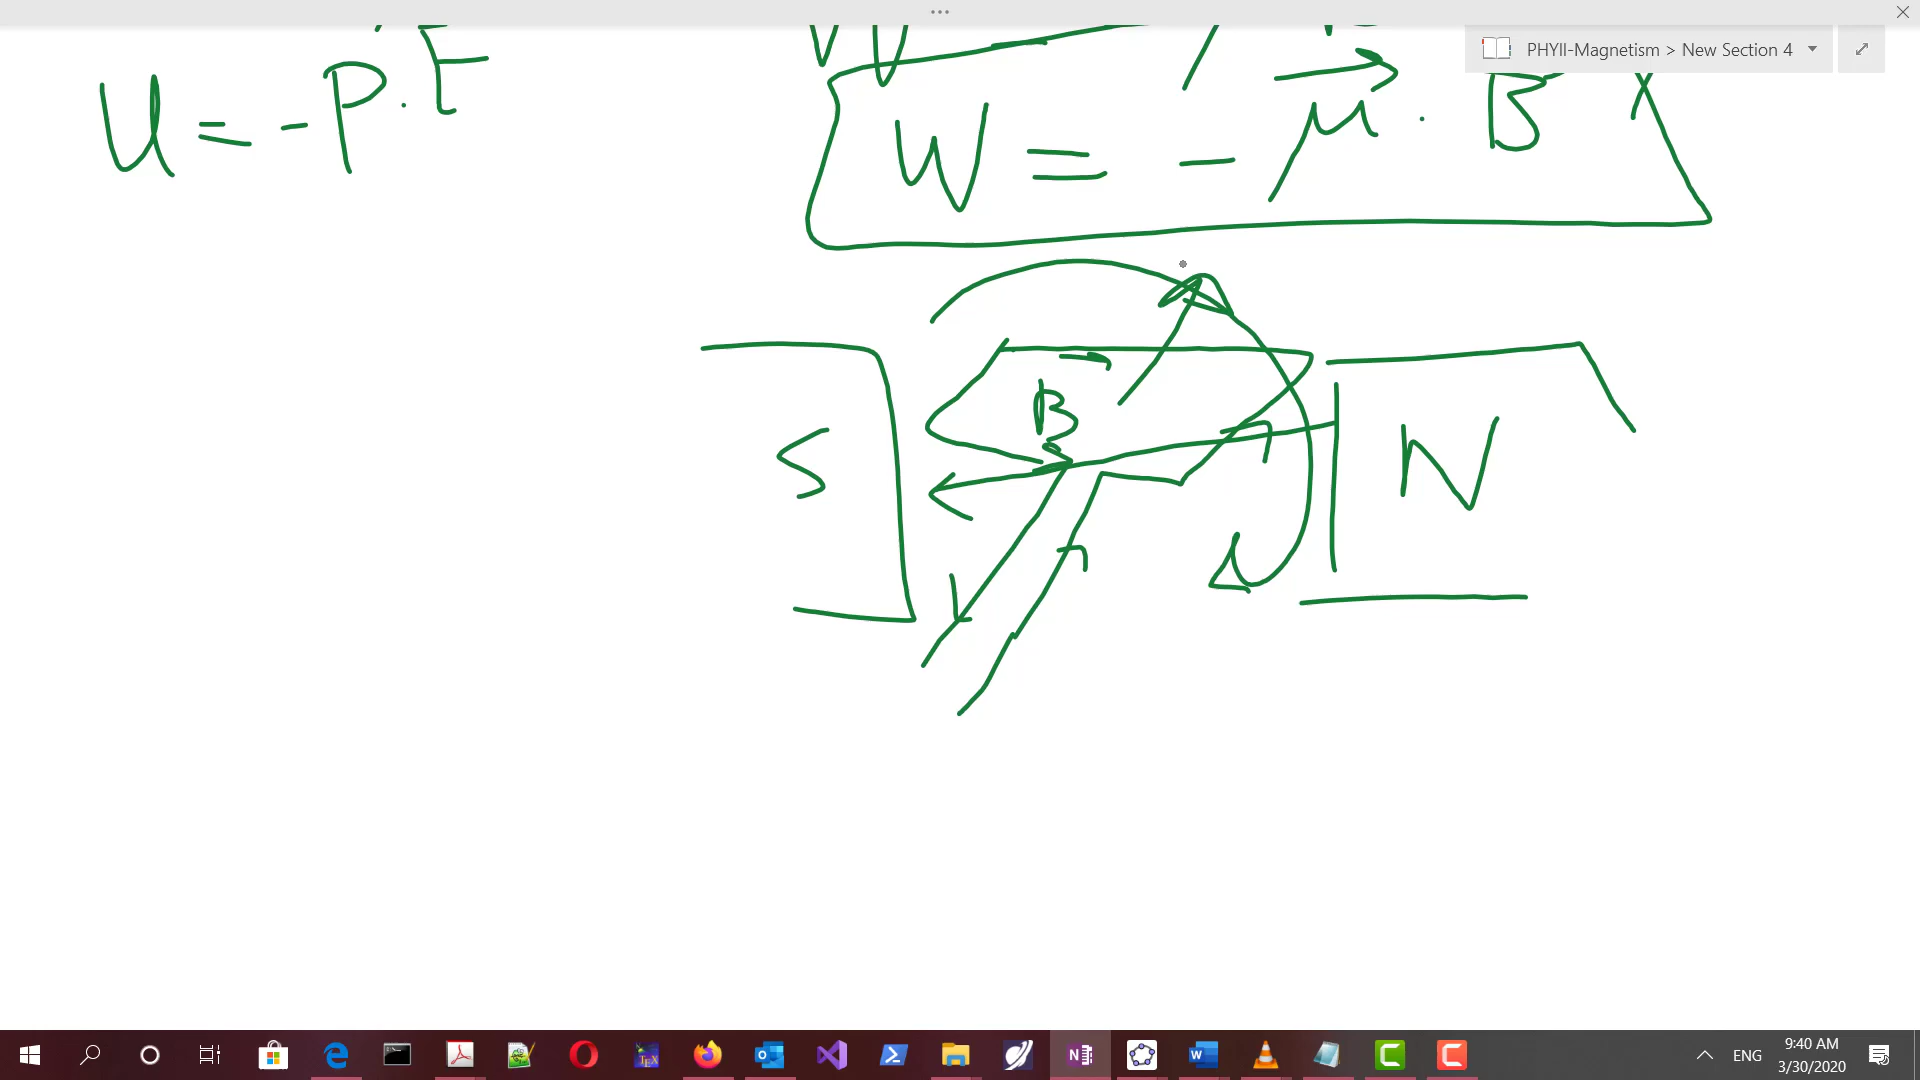 PHYII-Magnetism > New Section 4
U = - P . E
W = - μ . B
B
S
N
ENG
9:40 AM
3/30/2020